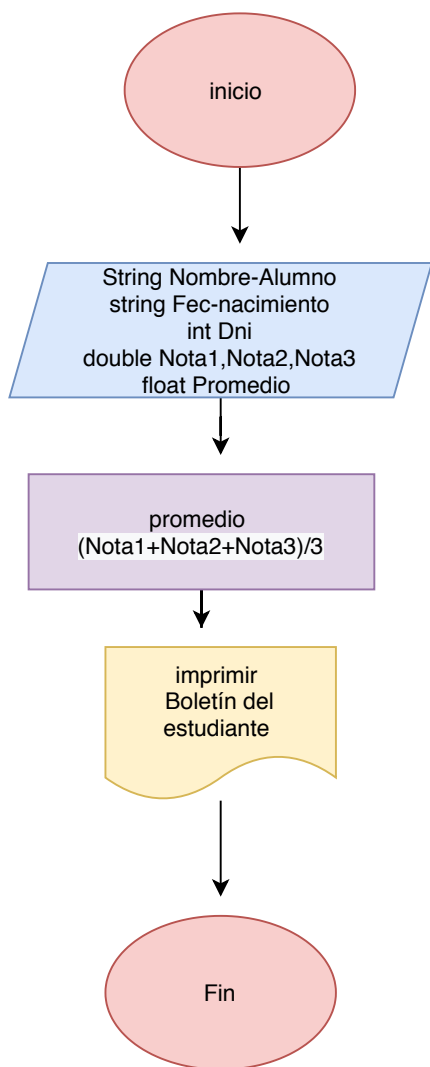 inicio
String Nombre-Alumno
string Fec-nacimiento
int Dni
double Nota1,Nota2,Nota3
float Promedio
promedio
(Nota1+Nota2+Nota3)/3
imprimir
Boletín del
estudiante
Fin